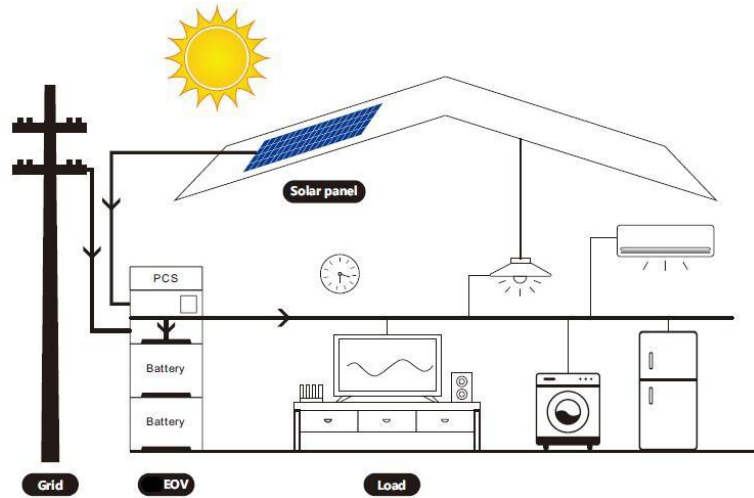 Solar panel
PCS
Battery
Battery
Grid
EOV
Load